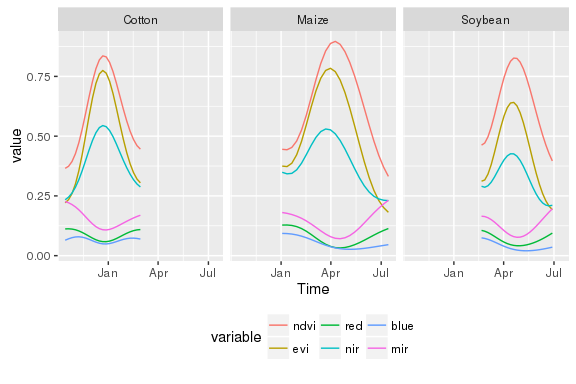 Cotton Maize Soybean
0.75
0.50
0.25
0.00
value
Jan Apr Jul Jan Apr Jul Jan Apr Jul
Time
variable
ndvi red blue
evi nir mir